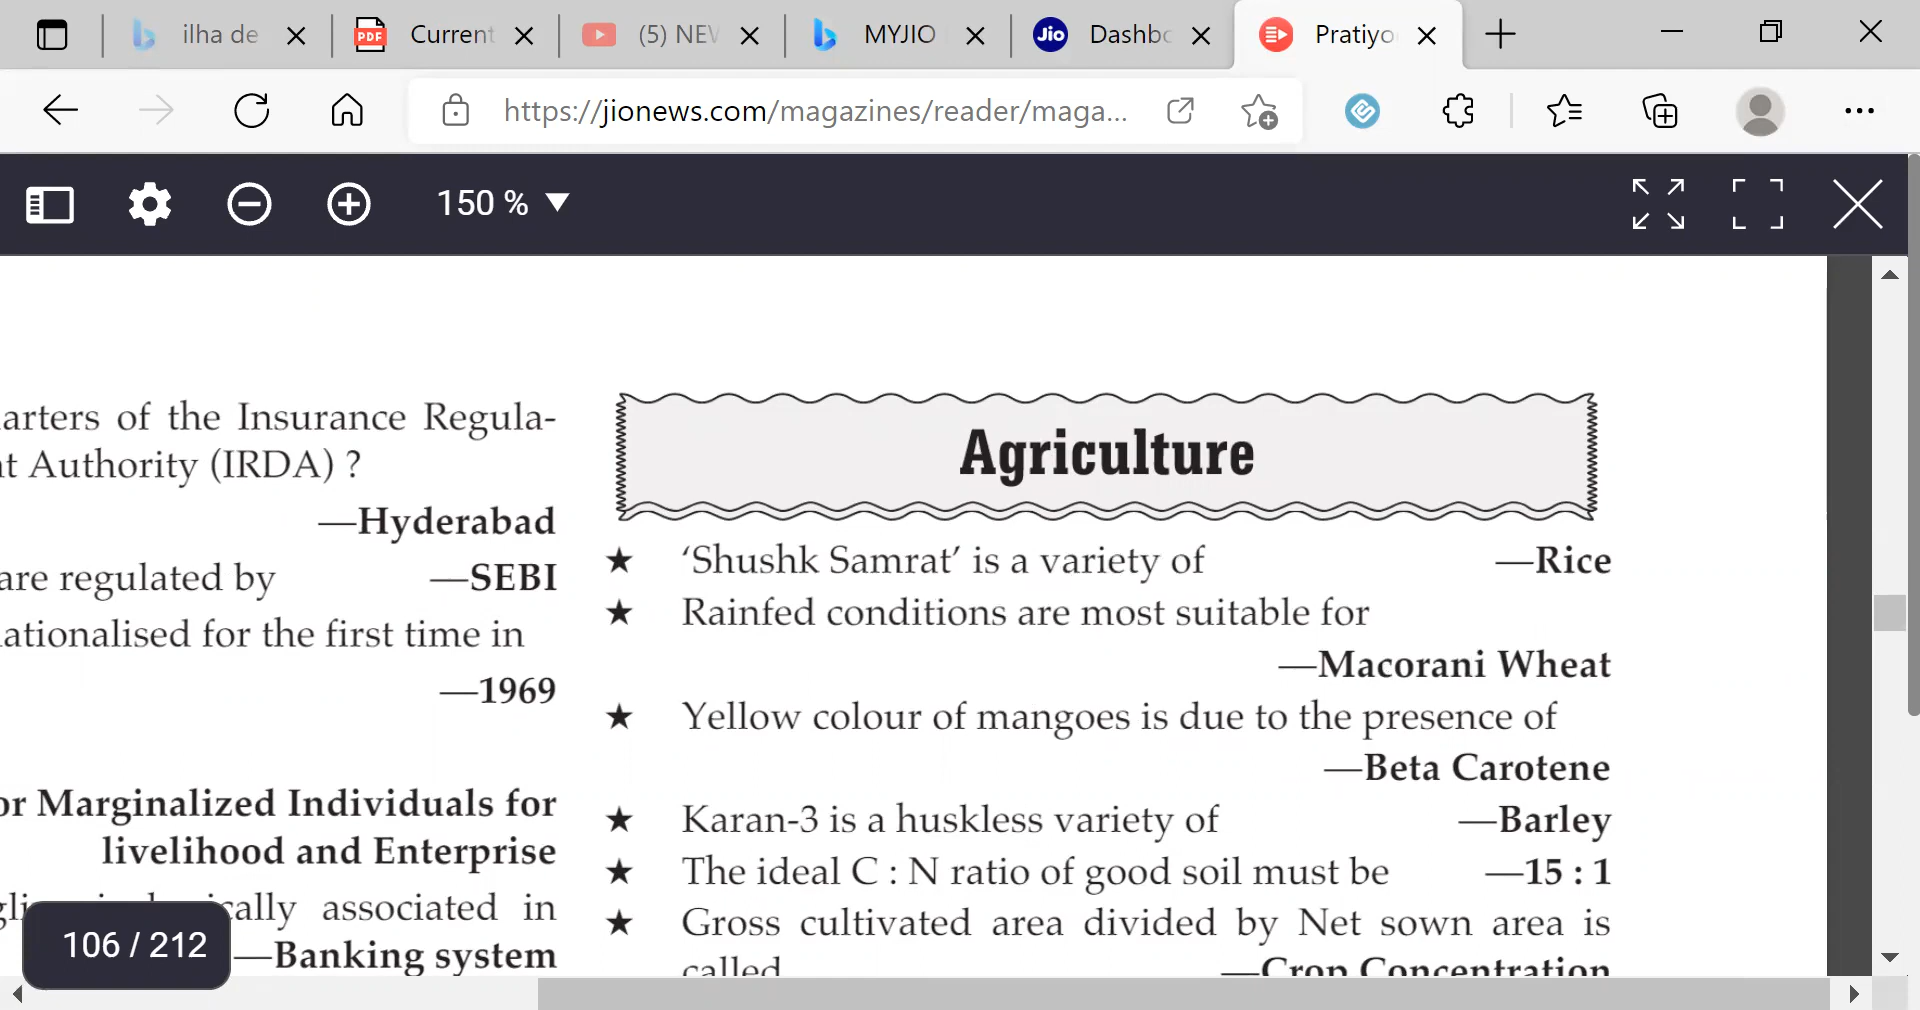 ilha de
Current
(5) NEV
MYJIO
Dashbo
Pratiyo
https://jionews.com/magazines/reader/maga...
150 %
arters of the Insurance Regula-
t Authority (IRDA) ?
—Hyderabad
are regulated by —SEBI
ationalised for the first time in
—1969
or Marginalized Individuals for
livelihood and Enterprise
ically associated in
—Banking system
106 / 212
Agriculture
★ ‘Shushk Samrat’ is a variety of —Rice
★ Rainfed conditions are most suitable for
—Macorani Wheat
★ Yellow colour of mangoes is due to the presence of
—Beta Carotene
★ Karan-3 is a huskless variety of —Barley
★ The ideal C : N ratio of good soil must be —15 : 1
★ Gross cultivated area divided by Net sown area is
called —Crop Concentration